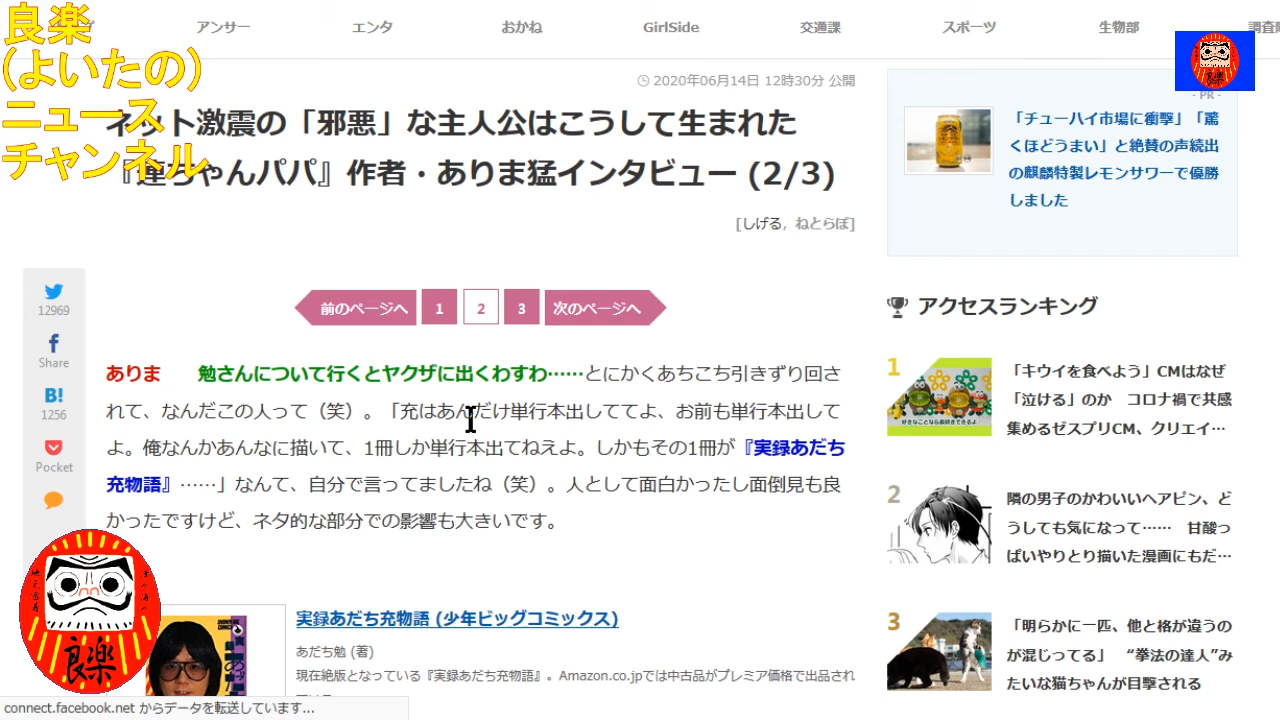 良楽
(よいたの)
ニュース
チャンネル
アンサー
エンタ
おかね
GirlSide
交通課
スポーツ
生物部
2020年06月14日 12時30分 公開
ネット激震の「邪悪」な主人公はこうして生まれた
『連ちゃんパパ』作者・ありま猛インタビュー (2/3)
[しげる，ねとらぼ]
前のページへ
1
2
3
次のページへ
12969
Share
B!
1256
Pocket
ありま　　勉さんについて行くとヤクザに出くわすわ……とにかくあちこち引きずり回さ
れて、なんだこの人って（笑）。「充はあんだけ単行本出しててよ、お前も単行本出して
よ。俺なんかあんなに描いて、1冊しか単行本出てねえよ。しかもその1冊が『実録あだち
充物語』……」なんて、自分で言ってましたね（笑）。人として面白かったし面倒見も良
かったですけど、ネタ的な部分での影響も大きいです。
実録あだち充物語 (少年ビッグコミックス)
あだち勉 (著)
現在絶版となっている『実録あだち充物語』。Amazon.co.jpでは中古品がプレミア価格で出品され
良楽
connect.facebook.net からデータを転送しています...
良楽
- PR -
「チューハイ市場に衝撃」「驚
くほどうまい」と絶賛の声続出
の麒麟特製レモンサワーで優勝
しました
アクセスランキング
1
「キウイを食べよう」CMはなぜ
「泣ける」のか　コロナ禍で共感
集めるゼスプリCM、クリエイ…
好きなことなら長続きできるよ
2
隣の男子のかわいいヘアピン、ど
うしても気になって……　甘酸っ
ぱいやりとり描いた漫画にもだ…
3
「明らかに一匹、他と格が違うの
が混じってる」　“拳法の達人”み
たいな猫ちゃんが目撃される